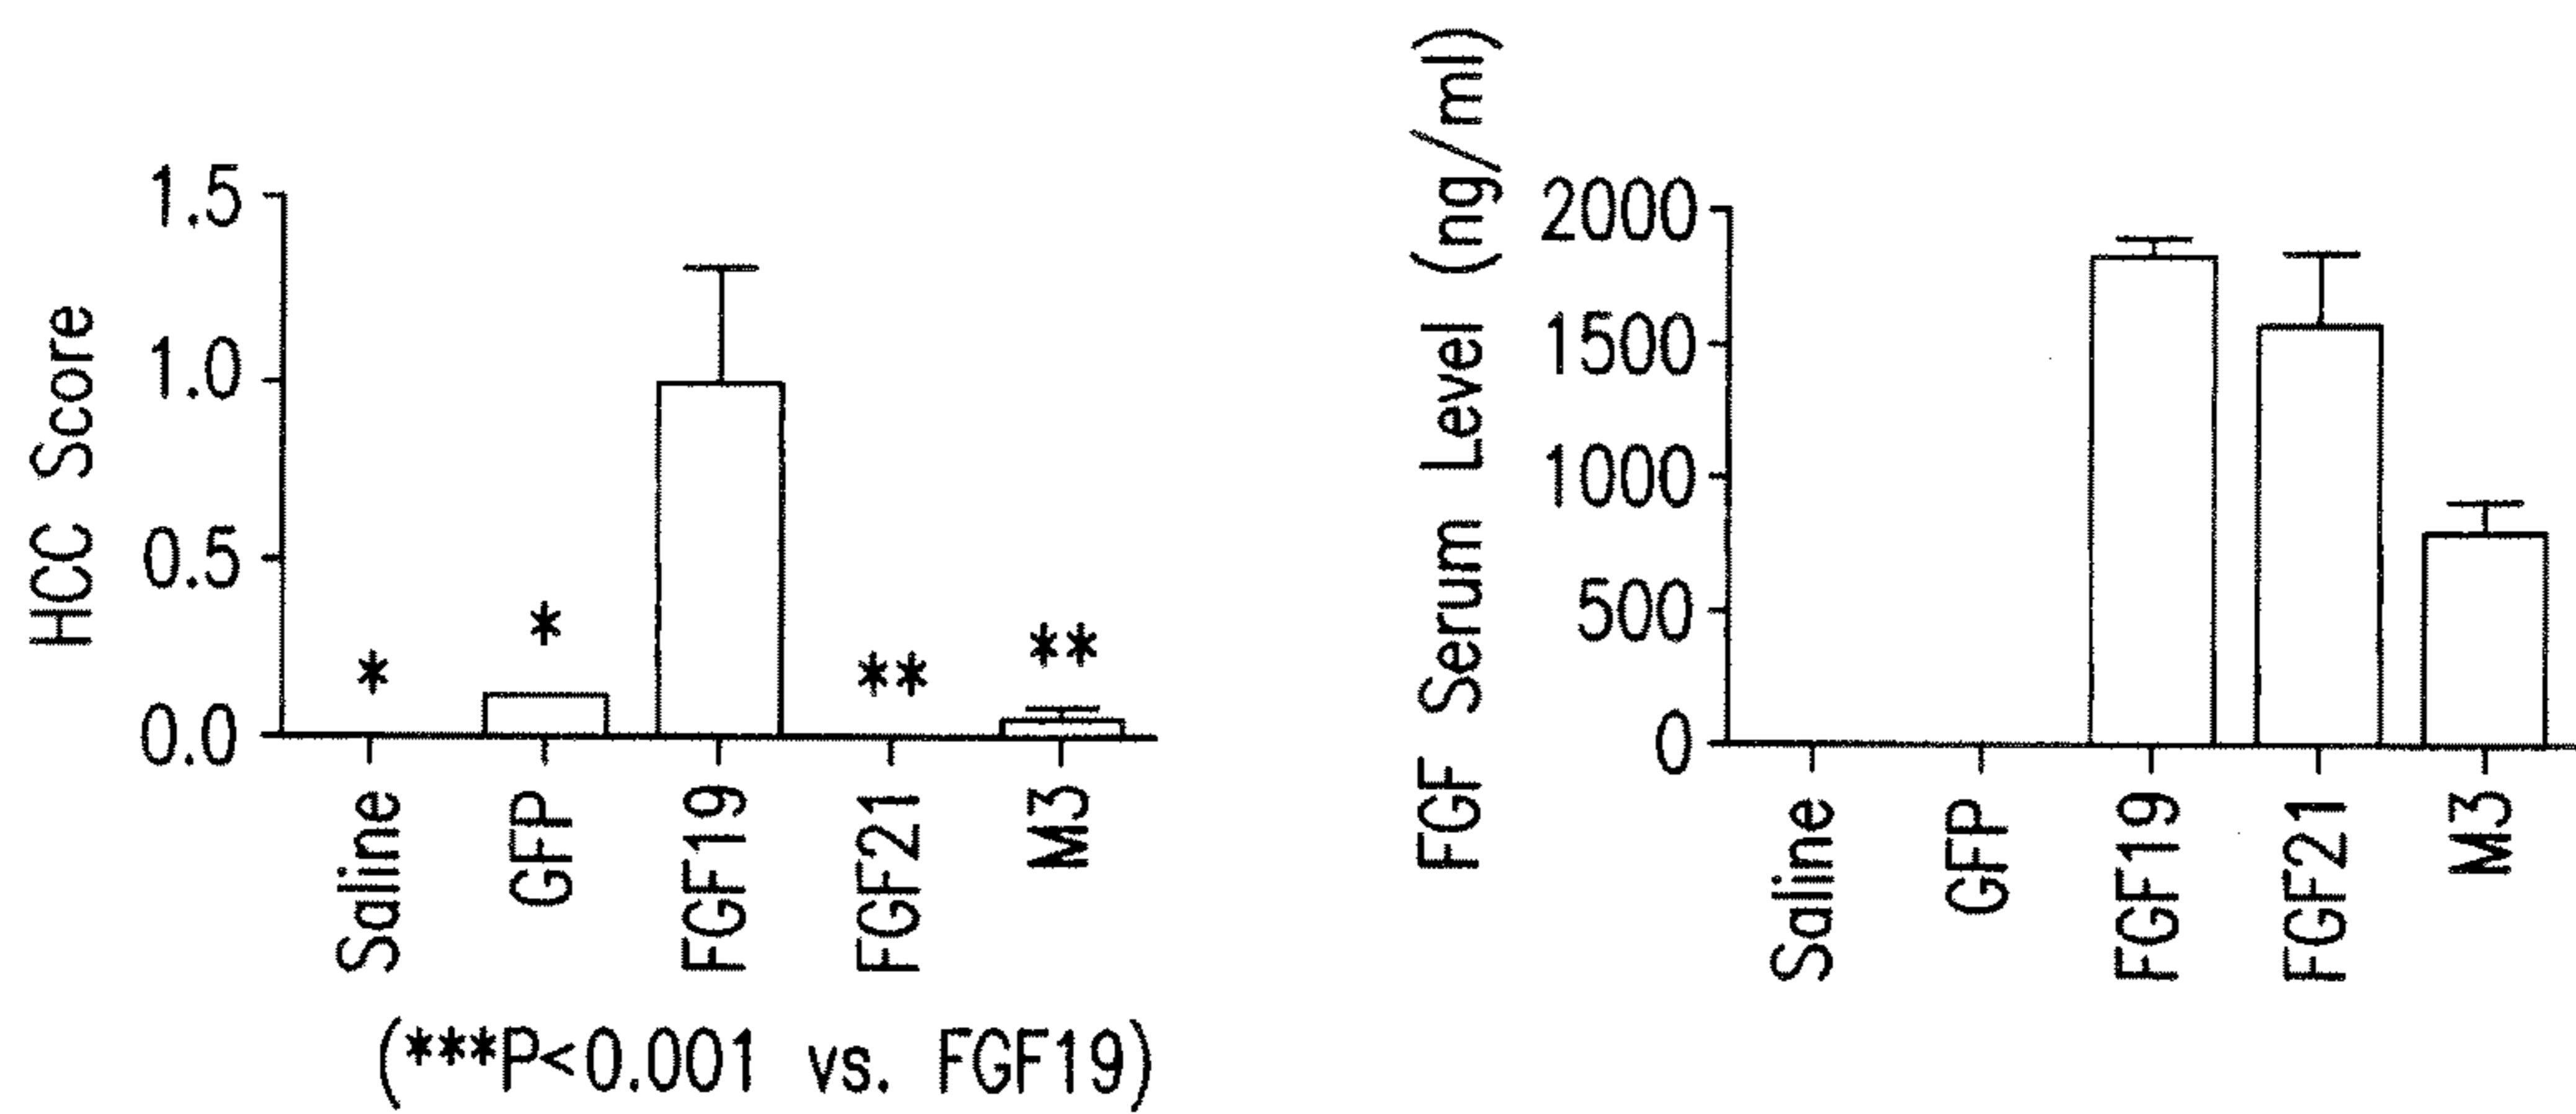 HCC Score
1.5
1.0
0.5
0.0
*
*
**
**
Saline
GFP
FGF19
FGF21
M3
(***P<0.001 vs. FGF19)
FGF Serum Level (ng/ml)
2000
1500
1000
500
0
Saline
GFP
FGF19
FGF21
M3